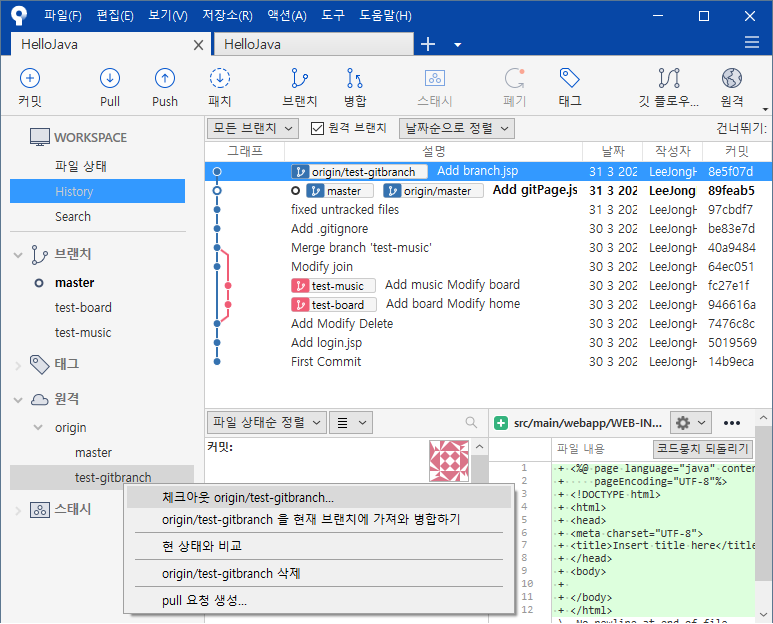 파일(F) 편집(E) 보기(V) 저장소(R) 액션(A) 도구 도움말(H)
HelloJava HelloJava
커밋 Pull Push 패치 브랜치 병합 스태시 폐기 태그 깃 플로우... 원격
WORKSPACE
파일 상태
History
Search
브랜치
master
test-board
test-music
태그
원격
origin
master
test-gitbranch
스태시
모든 브랜치 원격 브랜치 날짜순으로 정렬 건너뛰기:
그래프 설명 날짜 작성자 커밋
origin/test-gitbranch Add branch.jsp 31 3 202 LeeJongH 8e5f07d
master origin/master Add gitPage.js 31 3 202 LeeJong 89feab5
fixed untracked files 31 3 202 LeeJongH 97cbdf7
Add .gitignore 30 3 202 LeeJongH be83e7d
Merge branch 'test-music' 30 3 202 LeeJongH 40a9484
Modify join 30 3 202 LeeJongH 64ec051
test-music Add music Modify board 30 3 202 LeeJongH fc27e1f
test-board Add board Modify home 30 3 202 LeeJongH 946616a
Add Modify Delete 30 3 202 LeeJongH 7476c8c
Add login.jsp 30 3 202 LeeJongH 5019569
First Commit 30 3 202 LeeJongH 14b9eca
파일 상태순 정렬
커밋:
src/main/webapp/WEB-IN...
파일 내용 코드뭉치 되돌리기
1 + <%@ page language="java" conten
2 + pageEncoding="UTF-8"%>
3 + <!DOCTYPE html>
4 + <html>
5 + <head>
6 + <meta charset="UTF-8">
7 + <title>Insert title here</title
8 + </head>
9 + <body>
10 +
11 + </body>
12 + </html>
\ No newline at end of file
체크아웃 origin/test-gitbranch...
origin/test-gitbranch 을 현재 브랜치에 가져와 병합하기
현 상태와 비교
origin/test-gitbranch 삭제
pull 요청 생성...